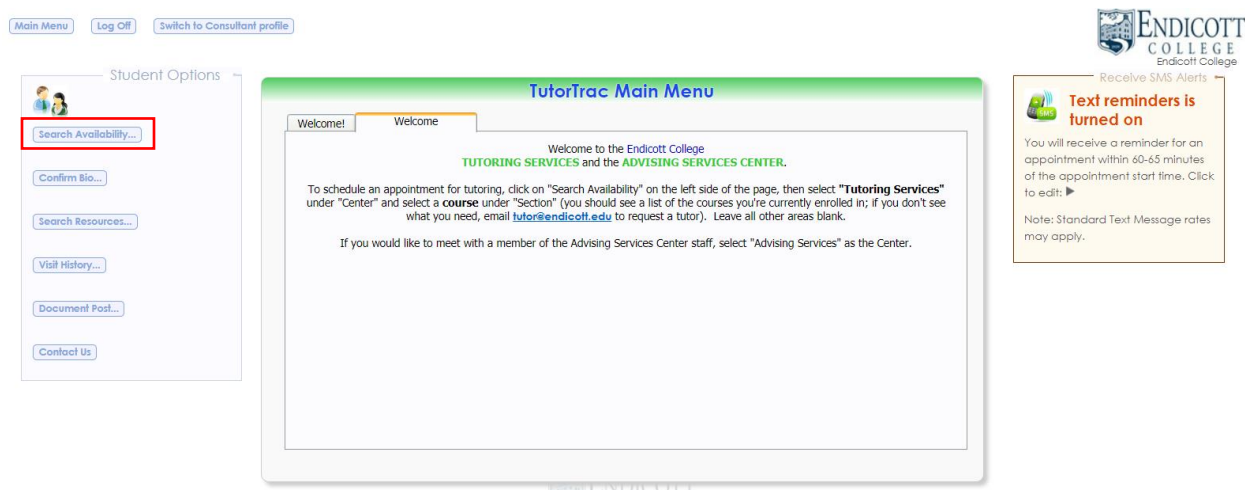 Main Menu Log Off Switch to Consultant profile
ENDICOTT
COLLEGE
Endicott College
Student Options
Search Availability...
Confirm Bio...
Search Resources...
Visit History...
Document Post...
Contact Us
TutorTrac Main Menu
Welcome! Welcome
Welcome to the Endicott College
TUTORING SERVICES and the ADVISING SERVICES CENTER.
To schedule an appointment for tutoring, click on "Search Availability" on the left side of the page, then select "Tutoring Services"
under "Center" and select a course under "Section" (you should see a list of the courses you're currently enrolled in; if you don't see
what you need, email tutor@endicott.edu to request a tutor). Leave all other areas blank.
If you would like to meet with a member of the Advising Services Center staff, select "Advising Services" as the Center.
Receive SMS Alerts
SMS
Text reminders is
turned on
You will receive a reminder for an
appointment within 60-65 minutes
of the appointment start time. Click
to edit:
Note: Standard Text Message rates
may apply.